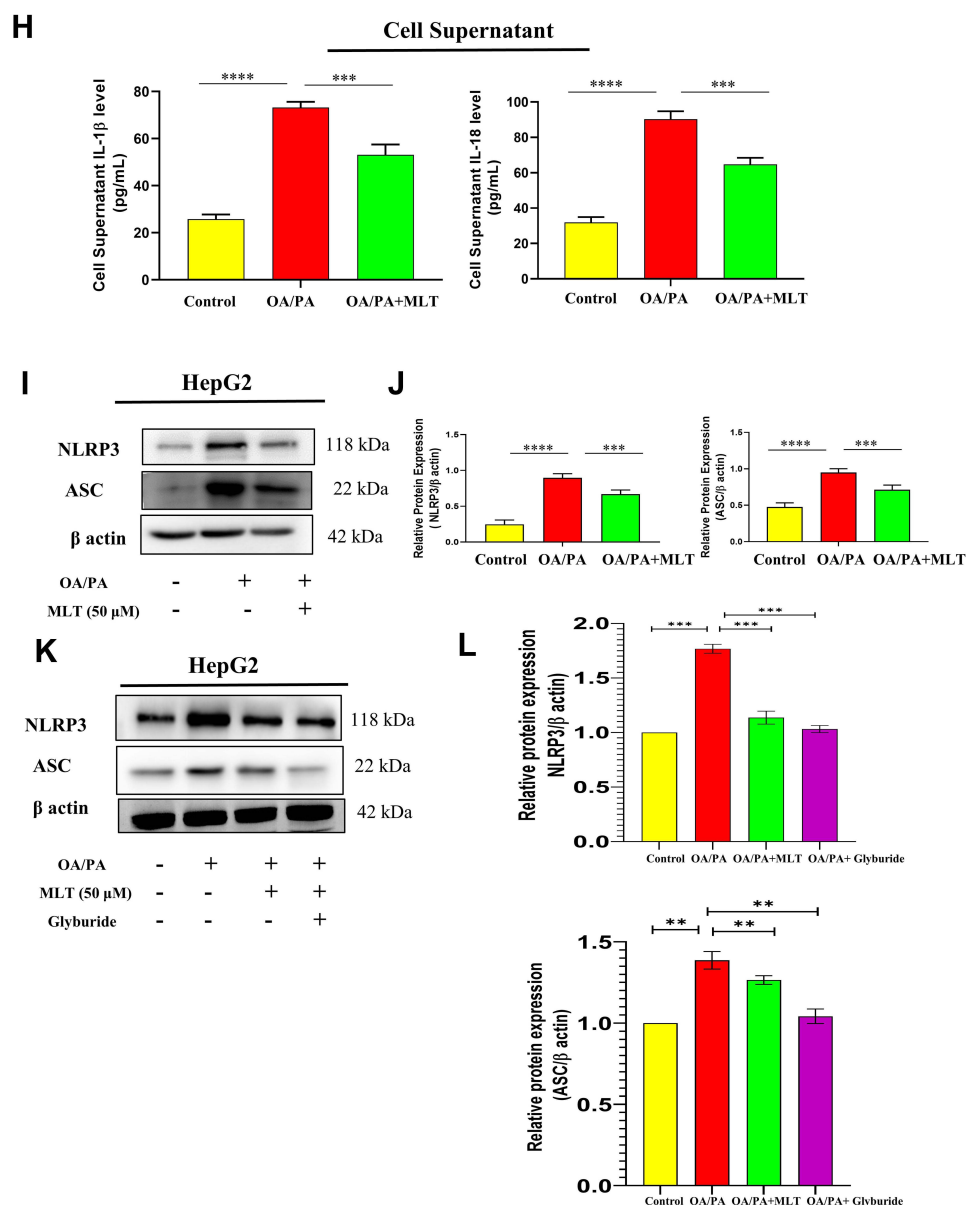 H
Cell Supernatant
Cell Supernatant IL-1β level
(pg/mL)
80
60
40
20
0
****
***
Control
OA/PA
OA/PA+MLT
Cell Supernatant IL-18 level
(pg/mL)
100
80
60
40
20
0
****
***
Control
OA/PA
OA/PA+MLT
I
HepG2
NLRP3
118 kDa
ASC
22 kDa
β actin
42 kDa
OA/PA - + +
MLT (50 μM) - - +
J
Relative Protein Expression
( NLRP3/β actin)
1.5
1.0
0.5
0.0
****
***
Control
OA/PA
OA/PA+MLT
Relative Protein Expression
(ASC/β actin)
1.5
1.0
0.5
0.0
****
***
Control
OA/PA
OA/PA+MLT
K
HepG2
NLRP3
118 kDa
ASC
22 kDa
β actin
42 kDa
OA/PA - + + +
MLT (50 μM) - - + +
Glyburide - - - +
L
Relative protein expression
NLRP3/β actin)
2.0
1.5
1.0
0.5
0.0
***
***
***
Control
OA/PA
OA/PA+MLT
OA/PA+ Glyburide
Relative protein expression
(ASC/β actin)
1.5
1.0
0.5
0.0
**
**
**
Control
OA/PA
OA/PA+MLT
OA/PA+ Glyburide